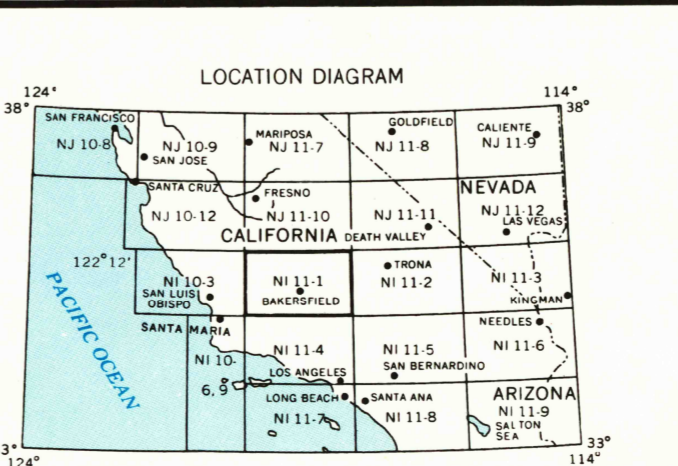 LOCATION DIAGRAM
124°
114°
38°
38°
SAN FRANCISCO
NJ 10-8
NJ 10-9
SAN JOSE
MARIPOSA
NJ 11-7
GOLDFIELD
NJ 11-8
CALIENTE
NJ 11-9
SANTA CRUZ
NJ 10-12
FRESNO
NJ 11-10
NJ 11-11
DEATH VALLEY
NEVADA
NJ 11-12
LAS VEGAS
CALIFORNIA
122°12'
NI 10-3
SAN LUIS
OBISPO
NI 11-1
BAKERSFIELD
TRONA
NI 11-2
NI 11-3
KINGMAN
PACIFIC OCEAN
SANTA MARIA
NI 10-
6, 9
NI 11-4
LOS ANGELES
NI 11-5
SAN BERNARDINO
NEEDLES
NI 11-6
LONG BEACH
NI 11-7
SANTA ANA
NI 11-8
ARIZONA
NI 11-9
SALTON
SEA
3°
124°
33°
114°